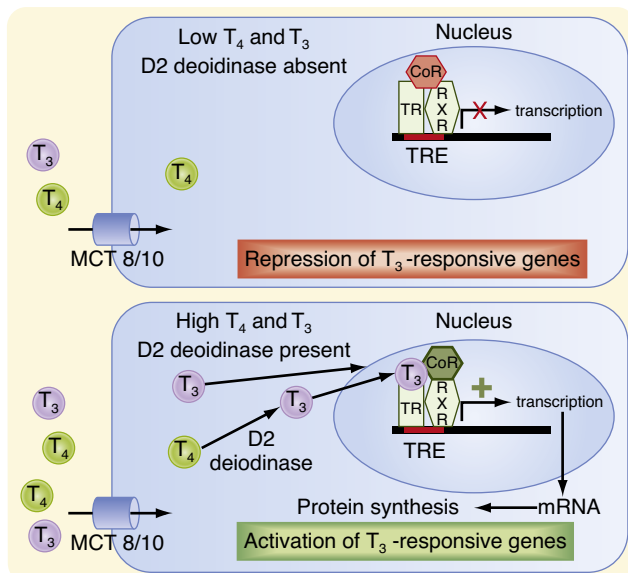 Low T₄ and T₃
D2 deoidinase absent
Nucleus
CoR
TR
R
X
R
transcription
TRE
T₃
T₄
T₄
MCT 8/10
Repression of T₃-responsive genes
High T₄ and T₃
D2 deoidinase present
Nucleus
T₃
T₃
T₃
CoR
TR
R
X
R
transcription
TRE
T₃
T₄
T₄
D2
deiodinase
T₄
T₃
MCT 8/10
Protein synthesis
mRNA
Activation of T₃-responsive genes